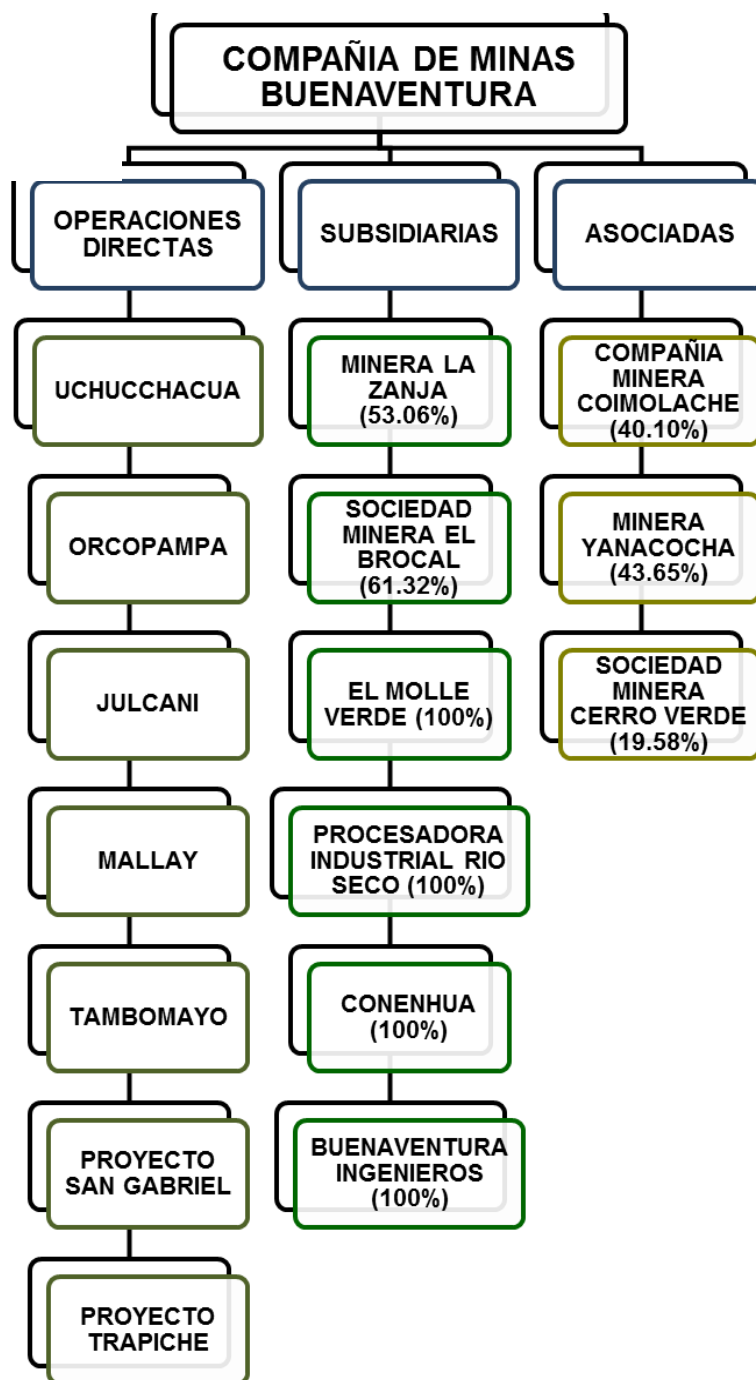 COMPAÑIA DE MINAS
BUENAVENTURA
OPERACIONES
DIRECTAS
UCHUCCHACUA
ORCOPAMPA
JULCANI
MALLAY
TAMBOMAYO
PROYECTO
SAN GABRIEL
PROYECTO
TRAPICHE
SUBSIDIARIAS
MINERA LA
ZANJA
(53.06%)
SOCIEDAD
MINERA EL
BROCAL
(61.32%)
EL MOLLE
VERDE (100%)
PROCESADORA
INDUSTRIAL RIO
SECO (100%)
CONENHUA
(100%)
BUENAVENTURA
INGENIEROS
(100%)
ASOCIADAS
COMPAÑIA
MINERA
COIMOLACHE
(40.10%)
MINERA
YANACOCHA
(43.65%)
SOCIEDAD
MINERA
CERRO VERDE
(19.58%)